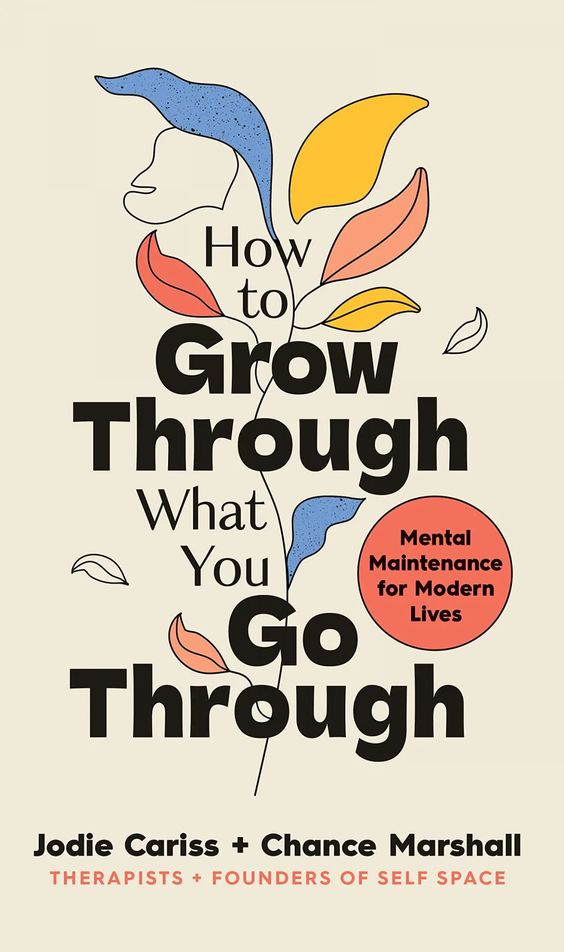 How
to
Grow
Through
What
You
Go
Through
Mental
Maintenance
for Modern
Lives
Jodie Cariss + Chance Marshall
THERAPISTS + FOUNDERS OF SELF SPACE